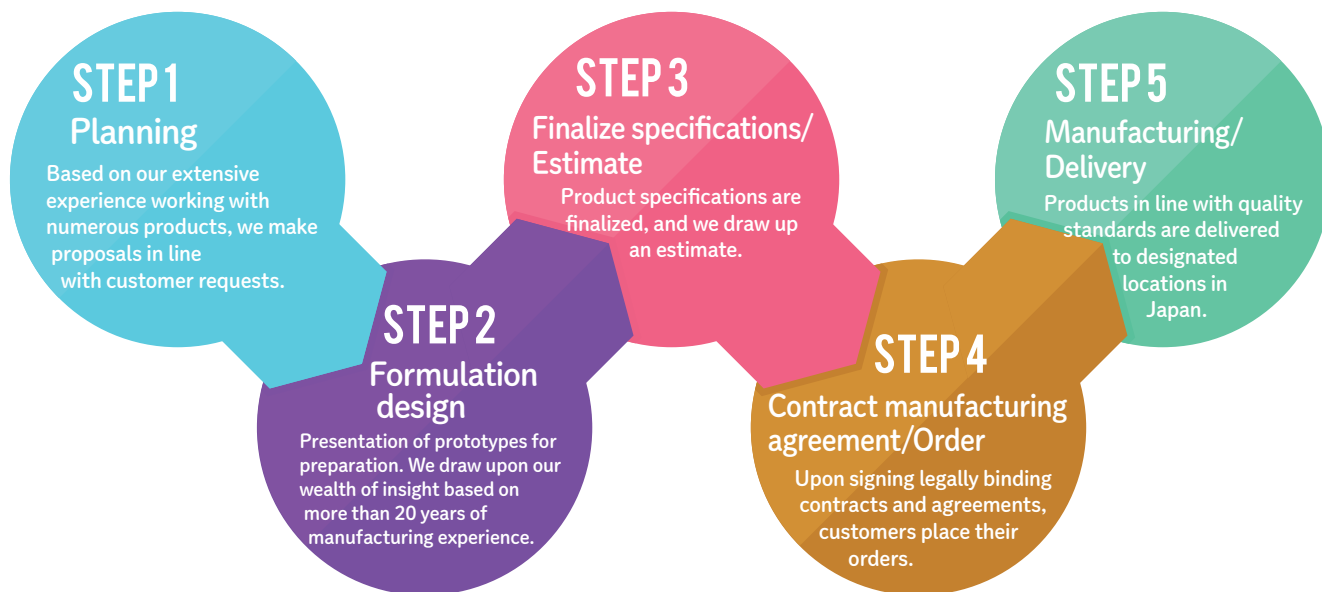 STEP 1
Planning
Based on our extensive
experience working with
numerous products, we make
proposals in line
with customer requests.
STEP 2
Formulation
design
Presentation of prototypes for
preparation. We draw upon our
wealth of insight based on
more than 20 years of
manufacturing experience.
STEP 3
Finalize specifications/
Estimate
Product specifications are
finalized, and we draw up
an estimate.
STEP 4
Contract manufacturing
agreement/Order
Upon signing legally binding
contracts and agreements,
customers place their
orders.
STEP 5
Manufacturing/
Delivery
Products in line with quality
standards are delivered
to designated
locations in
Japan.